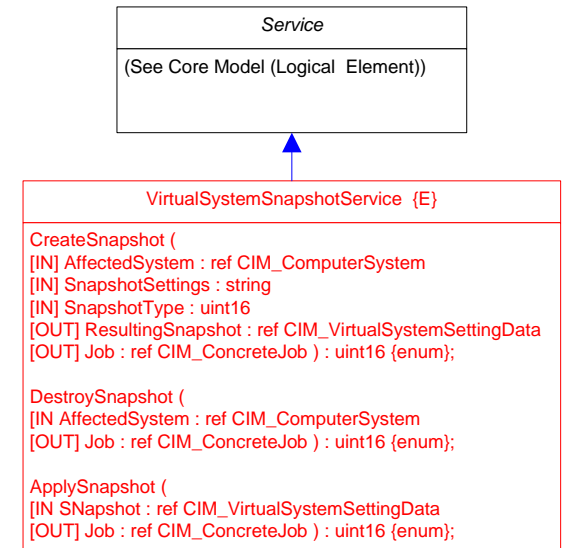 Service
(See Core Model (Logical Element))
VirtualSystemSnapshotService {E}
CreateSnapshot (
[IN] AffectedSystem : ref CIM_ComputerSystem
[IN] SnapshotSettings : string
[IN] SnapshotType : uint16
[OUT] ResultingSnapshot : ref CIM_VirtualSystemSettingData
[OUT] Job : ref CIM_ConcreteJob ) : uint16 {enum};
DestroySnapshot (
[IN AffectedSystem : ref CIM_ComputerSystem
[OUT] Job : ref CIM_ConcreteJob ) : uint16 {enum};
ApplySnapshot (
[IN SNapshot : ref CIM_VirtualSystemSettingData
[OUT] Job : ref CIM_ConcreteJob ) : uint16 {enum};